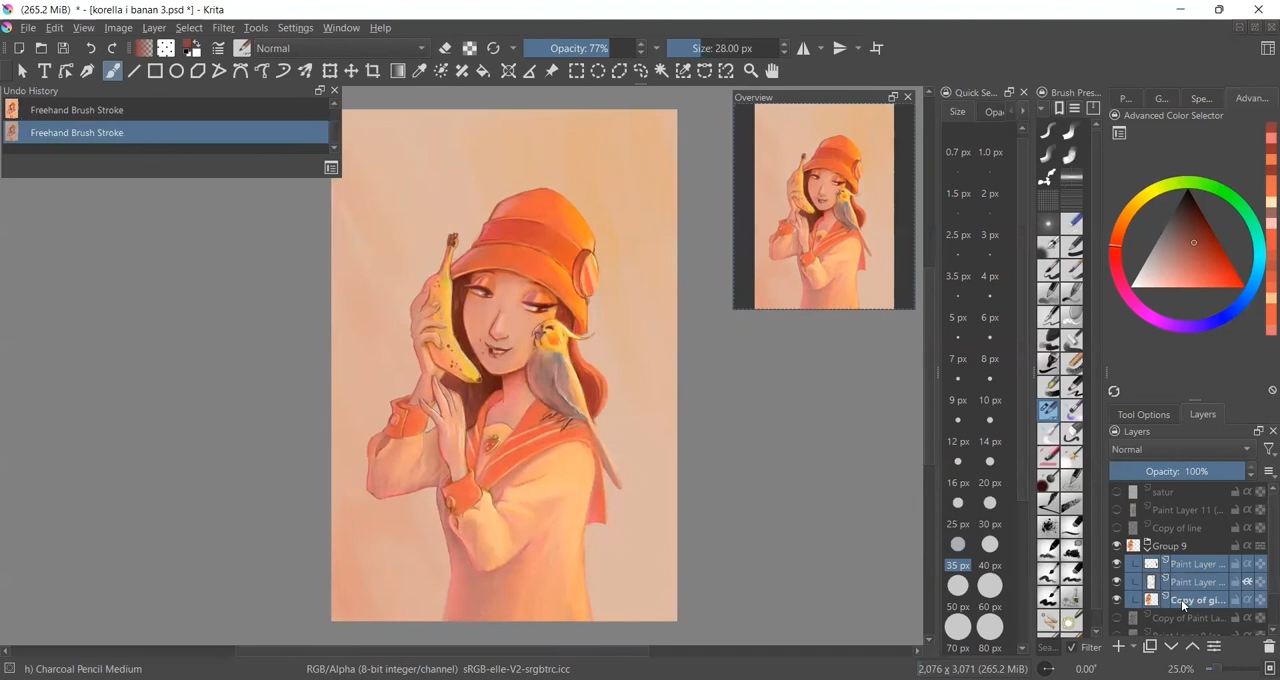 (265.2 MiB) * - [korella i banan 3.psd *] - Krita
File Edit View Image Layer Select Filter Tools Settings Window Help
Normal
Opacity: 77%
Size: 28.00 px
Undo History
Freehand Brush Stroke
Freehand Brush Stroke
Overview
Quick Se...
Size
Opa
0.7 px 1.0 px
1.5 px 2 px
2.5 px 3 px
3.5 px 4 px
5 px 6 px
7 px 8 px
9 px 10 px
12 px 14 px
16 px 20 px
25 px 30 px
35 px 40 px
50 px 60 px
70 px 80 px
Brush Pres...
Sea...
Filter
P... G... Spe... Advan...
Advanced Color Selector
Tool Options
Layers
Layers
Normal
Opacity: 100%
satur
Paint Layer 11 (...
Copy of line
Group 9
Paint Layer ...
Paint Layer ...
Copy of gi...
Copy of Paint La...
h) Charcoal Pencil Medium
RGB/Alpha (8-bit integer/channel) sRGB-elle-V2-srgbtrc.icc
2,076 x 3,071 (265.2 MiB)
0.00°
25.0%